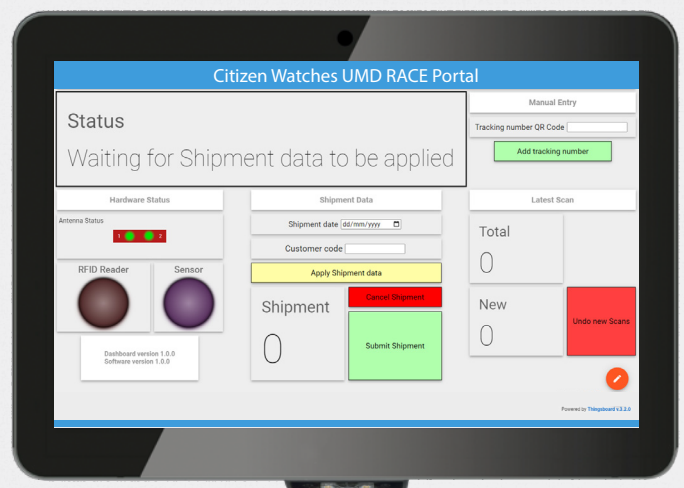 Citizen Watches UMD RACE Portal
Status
Waiting for Shipment data to be applied
Manual Entry
Tracking number QR Code
Add tracking number
Hardware Status
Antenna Status
1 2
RFID Reader
Sensor
Dashboard version 1.0.0
Software version 1.0.0
Shipment Data
Shipment date dd/mm/yyyy
Customer code
Apply Shipment data
Shipment
0
Cancel Shipment
Submit Shipment
Latest Scan
Total
0
New
0
Undo new Scans
Powered by Thingsboard v.3.2.0